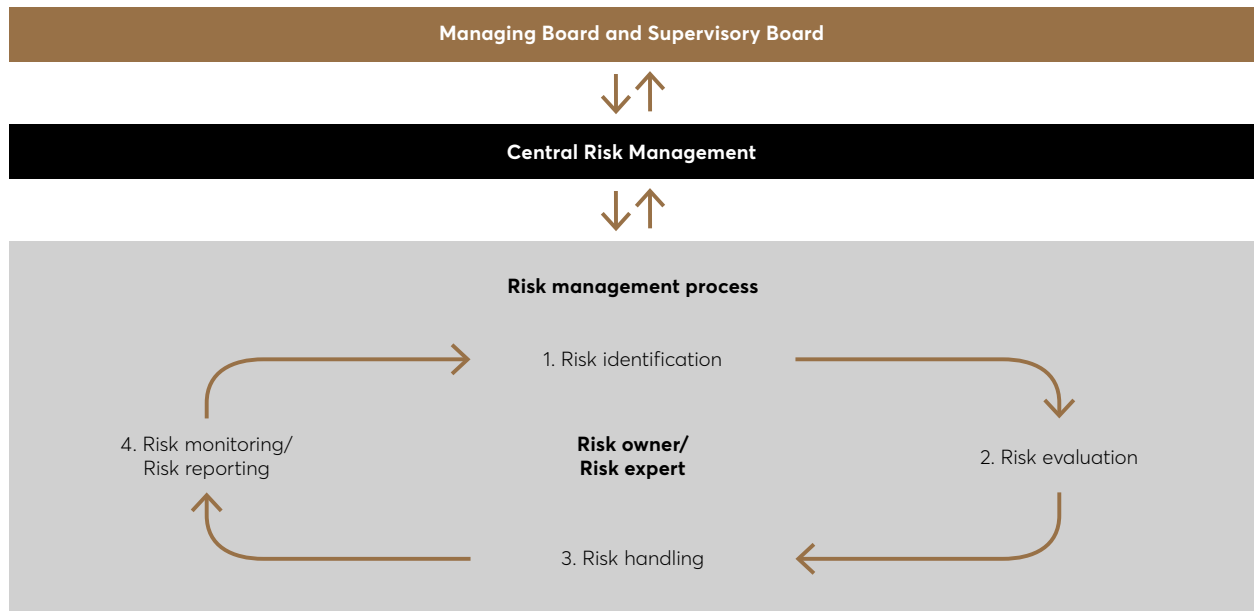 Managing Board and Supervisory Board
Central Risk Management
Risk management process
1. Risk identification
4. Risk monitoring/
Risk reporting
Risk owner/
Risk expert
2. Risk evaluation
3. Risk handling